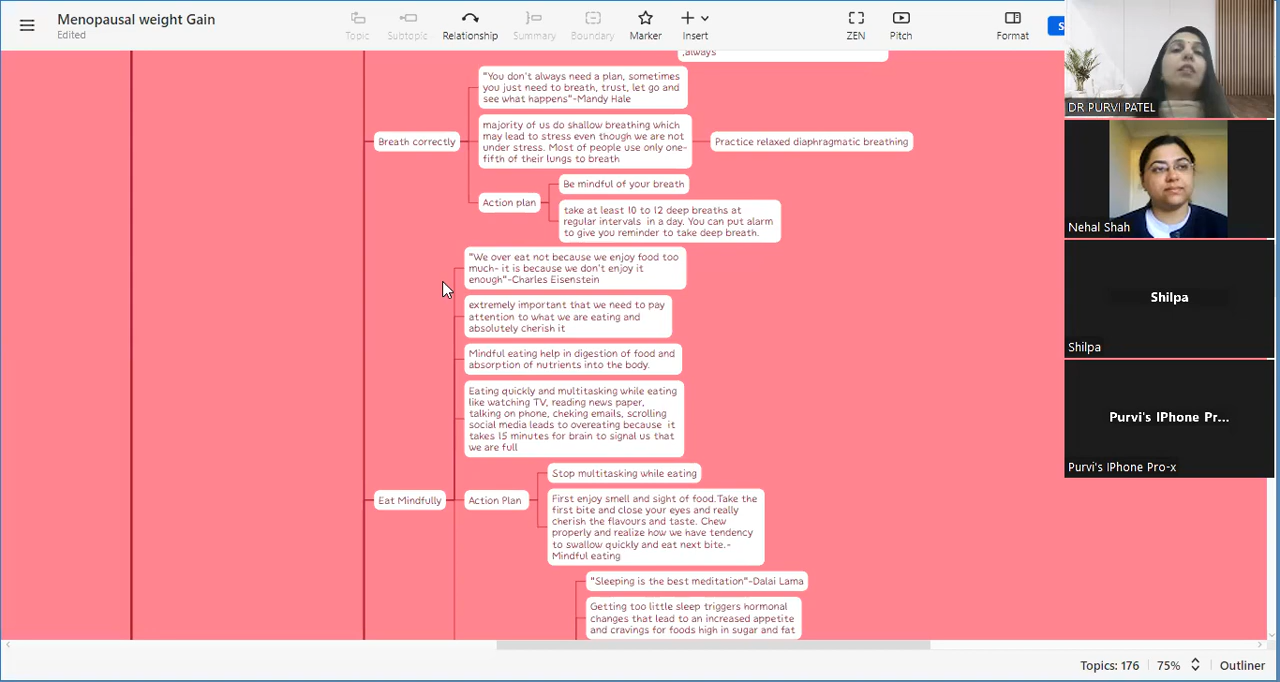 Menopausal weight Gain
Edited
Topic
Subtopic
Relationship
Summary
Boundary
Marker
Insert
ZEN
Pitch
Format
S
,always
"You don't always need a plan, sometimes
you just need to breath, trust, let go and
see what happens"-Mandy Hale
Breath correctly
majority of us do shallow breathing which
may lead to stress even though we are not
under stress. Most of people use only one-
fifth of their lungs to breath
Practice relaxed diaphragmatic breathing
Action plan
Be mindful of your breath
take at least 10 to 12 deep breaths at
regular intervals in a day. You can put alarm
to give you reminder to take deep breath.
"We over eat not because we enjoy food too
much- it is because we don't enjoy it
enough"-Charles Eisenstein
extremely important that we need to pay
attention to what we are eating and
absolutely cherish it
Mindful eating help in digestion of food and
absorption of nutrients into the body.
Eating quickly and multitasking while eating
like watching TV, reading news paper,
talking on phone, cheking emails, scrolling
social media leads to overeating because it
takes 15 minutes for brain to signal us that
we are full
Eat Mindfully
Action Plan
Stop multitasking while eating
First enjoy smell and sight of food.Take the
first bite and close your eyes and really
cherish the flavours and taste. Chew
properly and realize how we have tendency
to swallow quickly and eat next bite.-
Mindful eating
"Sleeping is the best meditation"-Dalai Lama
Getting too little sleep triggers hormonal
changes that lead to an increased appetite
and cravings for foods high in sugar and fat
DR PURVI PATEL
Nehal Shah
Shilpa
Shilpa
Purvi's IPhone Pr...
Purvi's IPhone Pro-x
Topics: 176
75%
Outliner